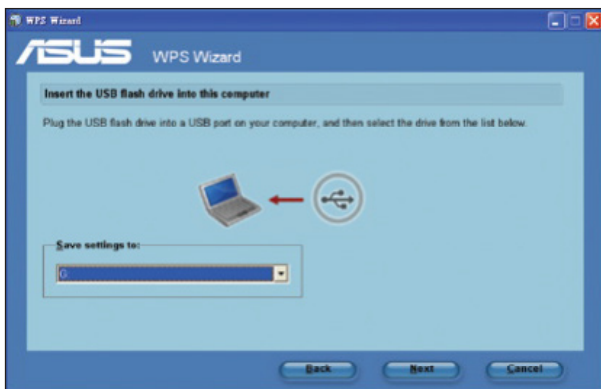 WPS Wizard
ASUS WPS Wizard
Insert the USB flash drive into this computer
Plug the USB flash drive into a USB port on your computer, and then select the drive from the list below.
Save settings to:
G
Back Next Cancel